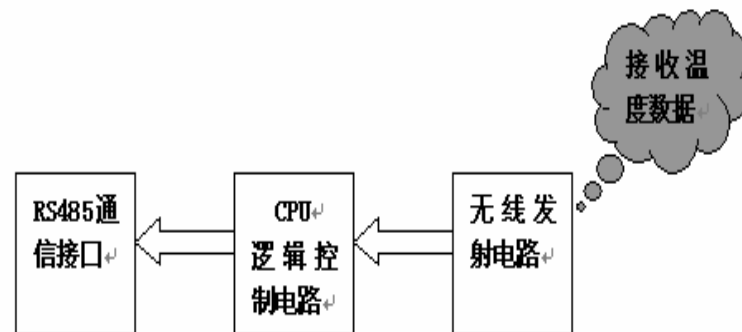 接收温
度数据
RS485通
信接口
CPU
逻辑控
制电路
无线发
射电路